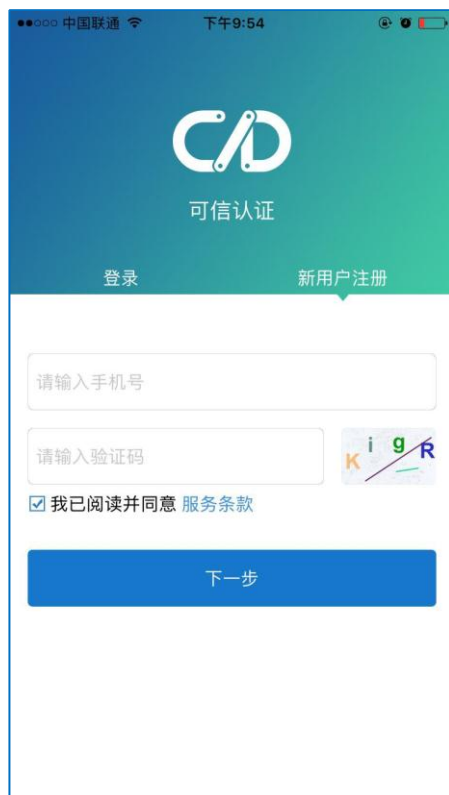 中国联通 下午9:54
CID
可信认证
登录 新用户注册
请输入手机号
请输入验证码 KigR
我已阅读并同意 服务条款
下一步